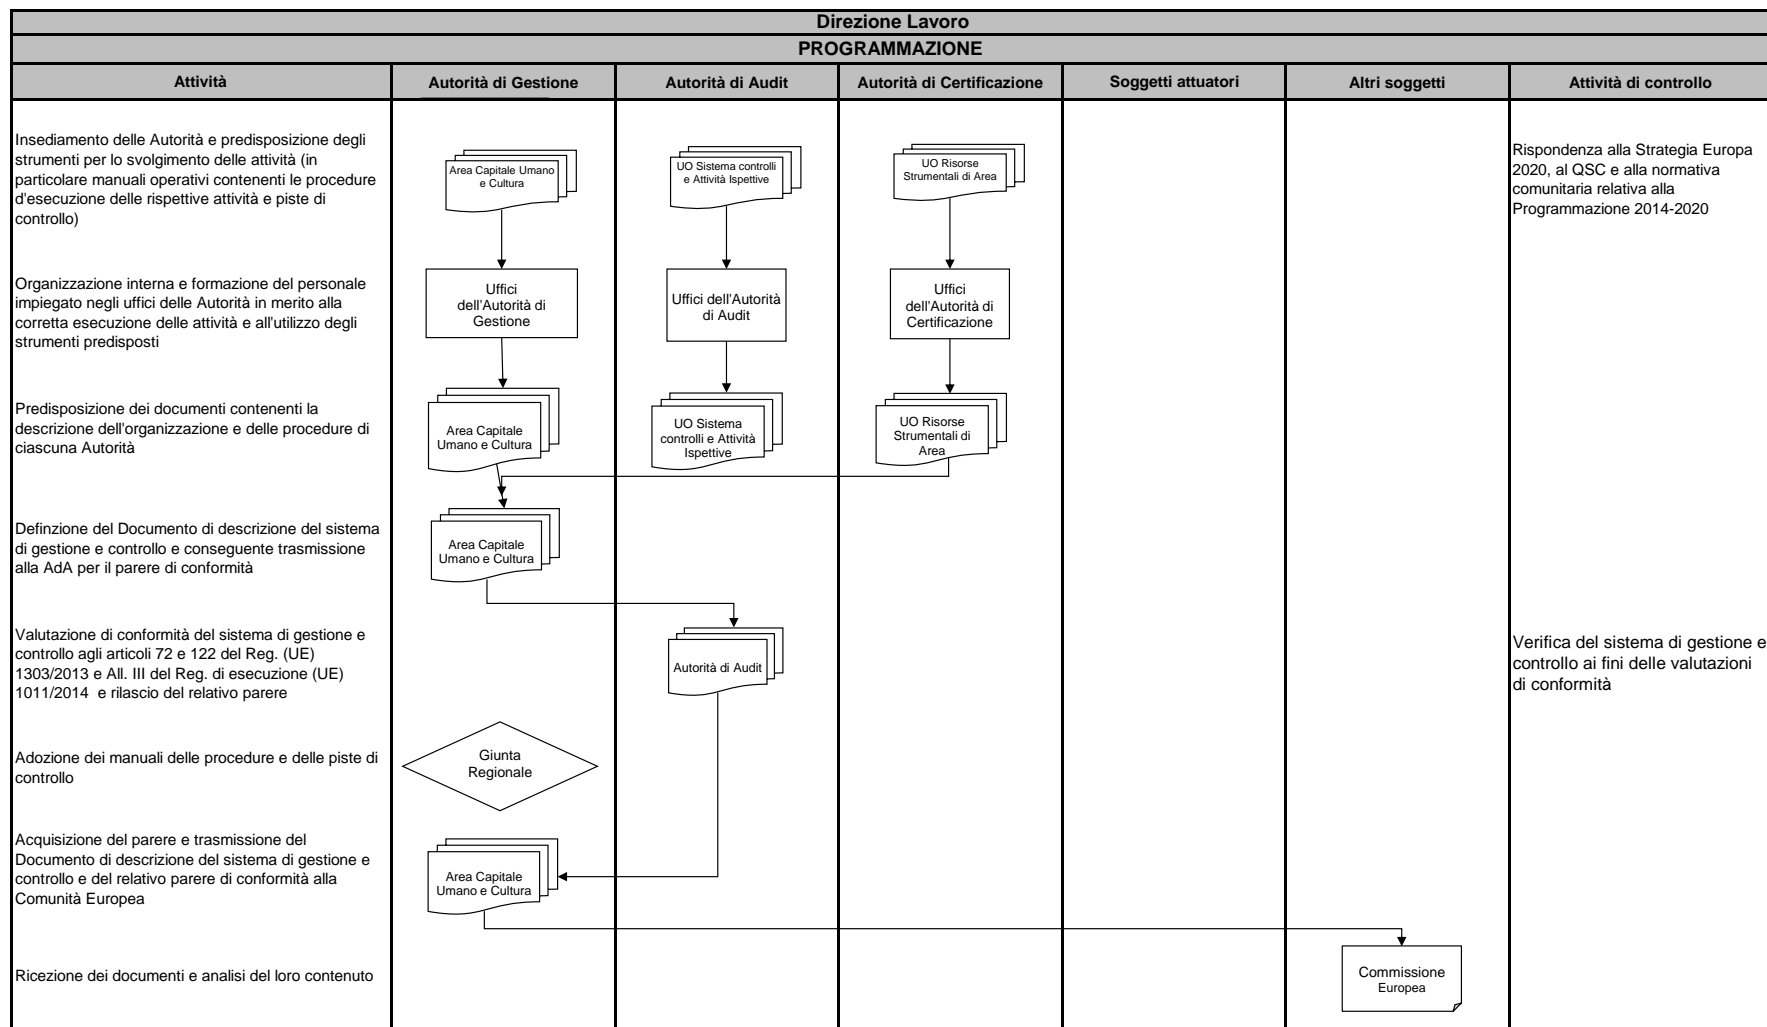 Direzione Lavoro
PROGRAMMAZIONE
Attività
Autorità di Gestione
Autorità di Audit
Autorità di Certificazione
Soggetti attuatori
Altri soggetti
Attività di controllo
Insediamento delle Autorità e predisposizione degli
strumenti per lo svolgimento delle attività (in
particolare manuali operativi contenenti le procedure
d'esecuzione delle rispettive attività e piste di
controllo)
Area Capitale Umano
e Cultura
UO Sistema controlli
e Attività Ispettive
UO Risorse
Strumentali di Area
Rispondenza alla Strategia Europa
2020, al QSC e alla normativa
comunitaria relativa alla
Programmazione 2014-2020
Organizzazione interna e formazione del personale
impiegato negli uffici delle Autorità in merito alla
corretta esecuzione delle attività e all'utilizzo degli
strumenti predisposti
Uffici
dell'Autorità di
Gestione
Uffici dell'Autorità
di Audit
Uffici
dell'Autorità di
Certificazione
Predisposizione dei documenti contenenti la
descrizione dell'organizzazione e delle procedure di
ciascuna Autorità
Area Capitale
Umano e Cultura
UO Sistema
controlli e Attività
Ispettive
UO Risorse
Strumentali di
Area
Definzione del Documento di descrizione del sistema
di gestione e controllo e conseguente trasmissione
alla AdA per il parere di conformità
Area Capitale
Umano e Cultura
Valutazione di conformità del sistema di gestione e
controllo agli articoli 72 e 122 del Reg. (UE)
1303/2013 e All. III del Reg. di esecuzione (UE)
1011/2014 e rilascio del relativo parere
Autorità di Audit
Verifica del sistema di gestione e
controllo ai fini delle valutazioni
di conformità
Adozione dei manuali delle procedure e delle piste di
controllo
Giunta
Regionale
Acquisizione del parere e trasmissione del
Documento di descrizione del sistema di gestione e
controllo e del relativo parere di conformità alla
Comunità Europea
Area Capitale
Umano e Cultura
Ricezione dei documenti e analisi del loro contenuto
Commissione
Europea